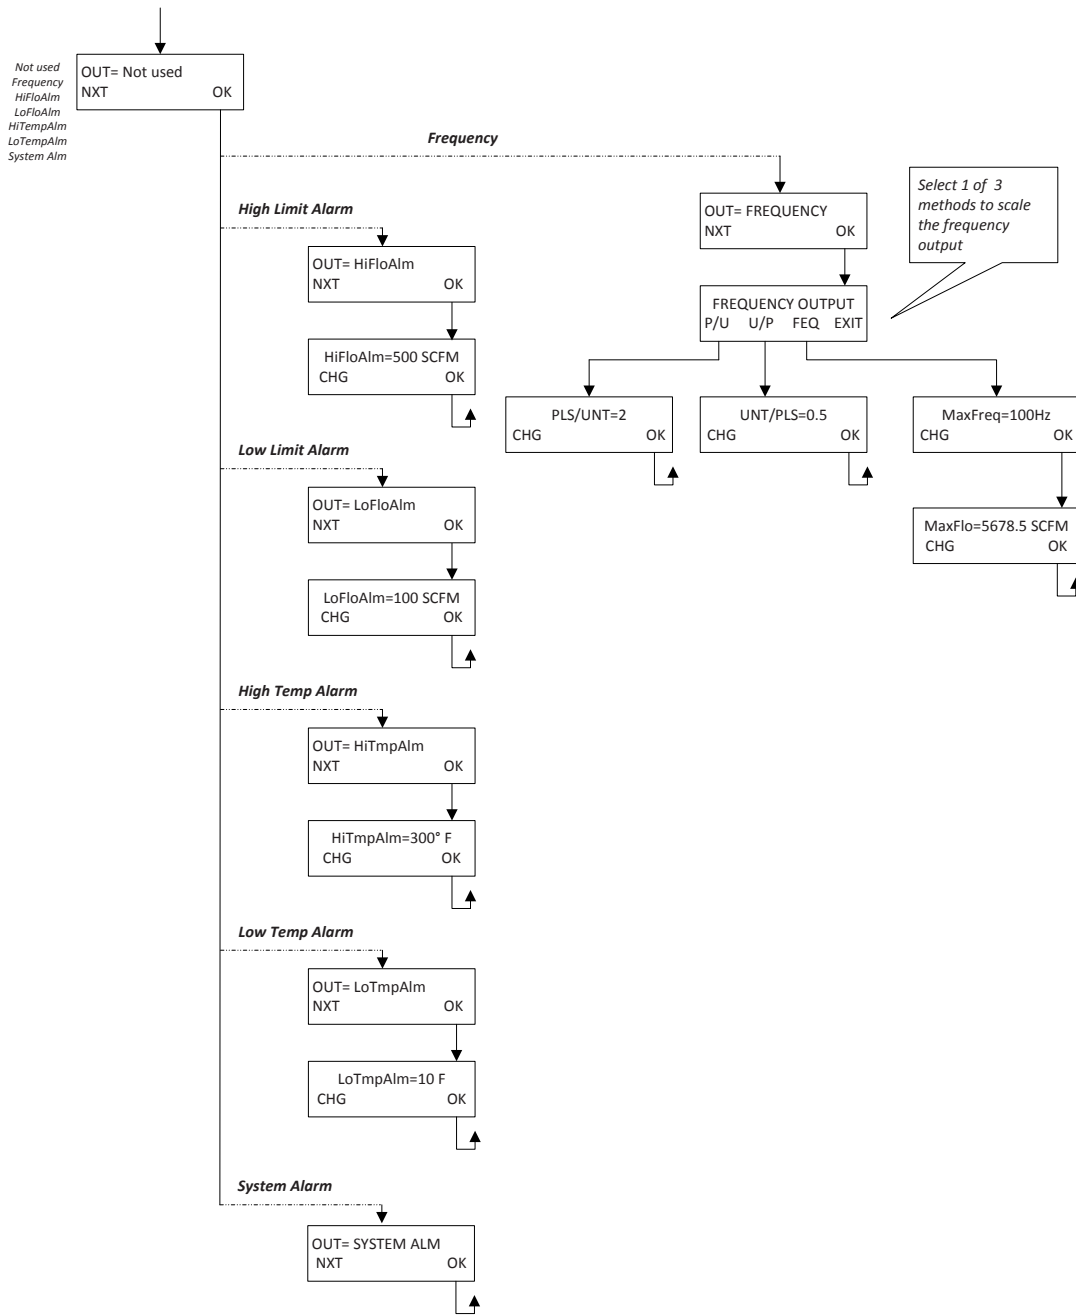 Not used
Frequency
HiFloAlm
LoFloAlm
HiTempAlm
LoTempAlm
System Alm
OUT= Not used
NXT OK
Frequency
OUT= FREQUENCY
NXT OK
Select 1 of 3
methods to scale
the frequency
output
FREQUENCY OUTPUT
P/U U/P FEQ EXIT
PLS/UNT=2
CHG OK
UNT/PLS=0.5
CHG OK
MaxFreq=100Hz
CHG OK
MaxFlo=5678.5 SCFM
CHG OK
High Limit Alarm
OUT= HiFloAlm
NXT OK
HiFloAlm=500 SCFM
CHG OK
Low Limit Alarm
OUT= LoFloAlm
NXT OK
LoFloAlm=100 SCFM
CHG OK
High Temp Alarm
OUT= HiTmpAlm
NXT OK
HiTmpAlm=300° F
CHG OK
Low Temp Alarm
OUT= LoTmpAlm
NXT OK
LoTmpAlm=10 F
CHG OK
System Alarm
OUT= SYSTEM ALM
NXT OK